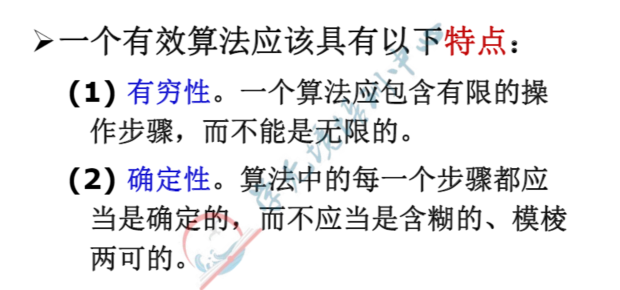 ➢一个有效算法应该具有以下特点：
(1) 有穷性。一个算法应包含有限的操
作步骤，而不能是无限的。
(2) 确定性。算法中的每一个步骤都应
当是确定的，而不应当是含糊的、模棱
两可的。